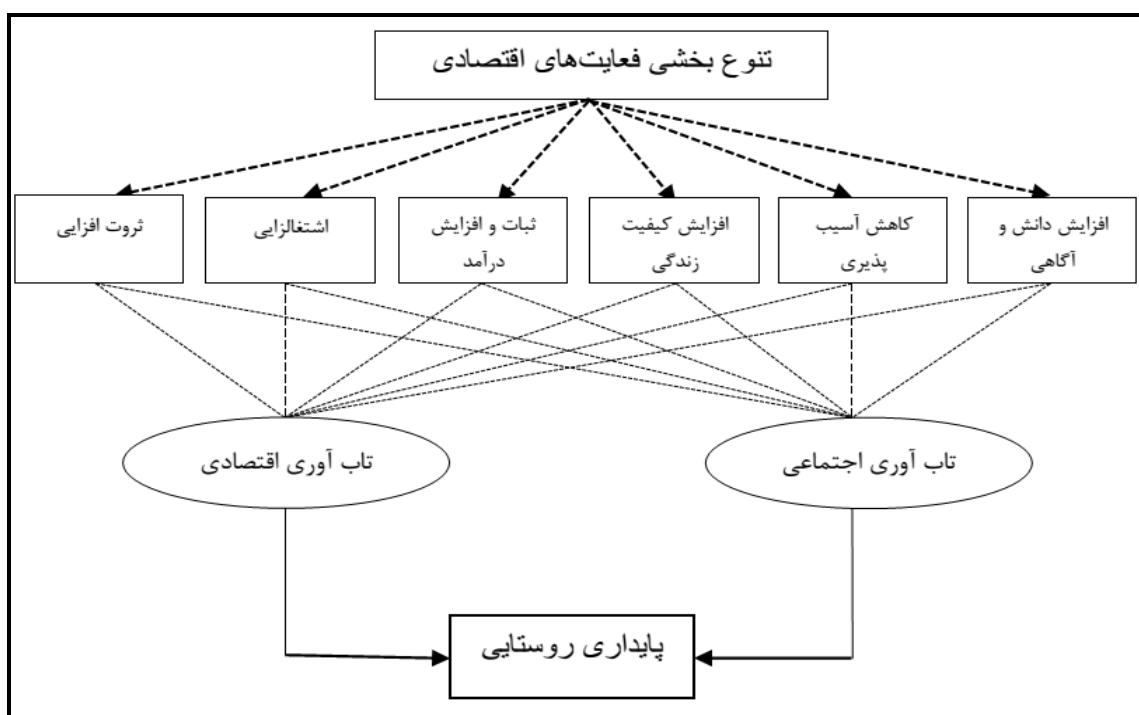 تنوع بخشی فعایت‌های اقتصادی
افزایش دانش و
آگاهی
کاهش آسیب
پذیری
افزایش کیفیت
زندگی
ثبات و افزایش
درآمد
اشتغالزایی
ثروت افزایی
تاب آوری اجتماعی
تاب آوری اقتصادی
پایداری روستایی